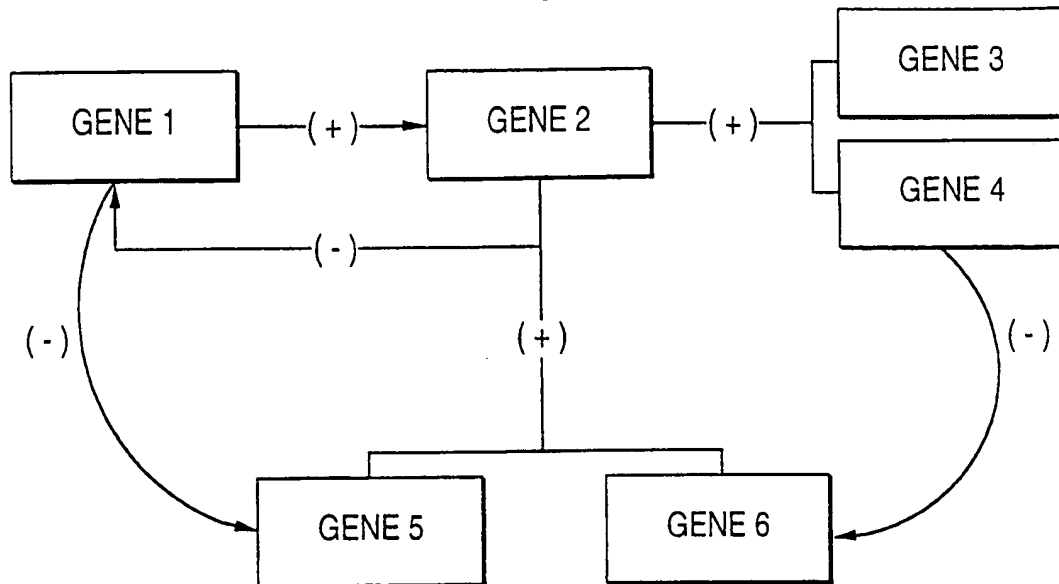 GENE 3
GENE 1
( + )
GENE 2
( + )
GENE 4
( - )
( - )
( + )
( - )
GENE 5
GENE 6